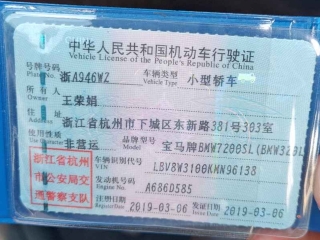 中华人民共和国机动车行驶证
Vehicle License of the People's Republic of China
号牌号码 浙A946WZ 车辆类型 小型轿车
Plate No. Vehicle Type
所有人 王荣娟
Owner
住址 浙江省杭州市下城区东新路381号303室
使用性质 非营运 品牌型号 宝马牌BMW7200SL(BMW320L
浙江省杭州市公安局交通警察支队
车辆识别代号 LBV8W3100KMW96138
VIN
发动机号码 A686D585
Engine No.
注册日期 2019-03-06 发证日期 2019-03-06
Register Date Issue Date